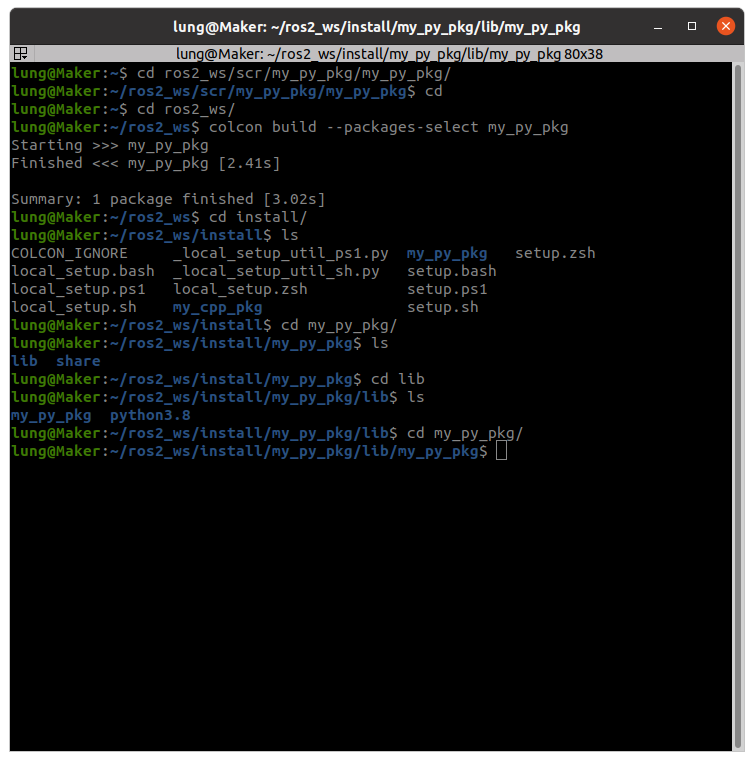 lung@Maker: ~/ros2_ws/install/my_py_pkg/lib/my_py_pkg
lung@Maker: ~/ros2_ws/install/my_py_pkg/lib/my_py_pkg 80x38
lung@Maker:~$ cd ros2_ws/scr/my_py_pkg/my_py_pkg/
lung@Maker:~/ros2_ws/scr/my_py_pkg/my_py_pkg$ cd
lung@Maker:~$ cd ros2_ws/
lung@Maker:~/ros2_ws$ colcon build --packages-select my_py_pkg
Starting >>> my_py_pkg
Finished <<< my_py_pkg [2.41s]

Summary: 1 package finished [3.02s]
lung@Maker:~/ros2_ws$ cd install/
lung@Maker:~/ros2_ws/install$ ls
COLCON_IGNORE     _local_setup_util_ps1.py  my_py_pkg   setup.zsh
local_setup.bash  _local_setup_util_sh.py   setup.bash
local_setup.ps1   local_setup.zsh           setup.ps1
local_setup.sh    my_cpp_pkg                setup.sh
lung@Maker:~/ros2_ws/install$ cd my_py_pkg/
lung@Maker:~/ros2_ws/install/my_py_pkg$ ls
lib  share
lung@Maker:~/ros2_ws/install/my_py_pkg$ cd lib
lung@Maker:~/ros2_ws/install/my_py_pkg/lib$ ls
my_py_pkg  python3.8
lung@Maker:~/ros2_ws/install/my_py_pkg/lib$ cd my_py_pkg/
lung@Maker:~/ros2_ws/install/my_py_pkg/lib/my_py_pkg$